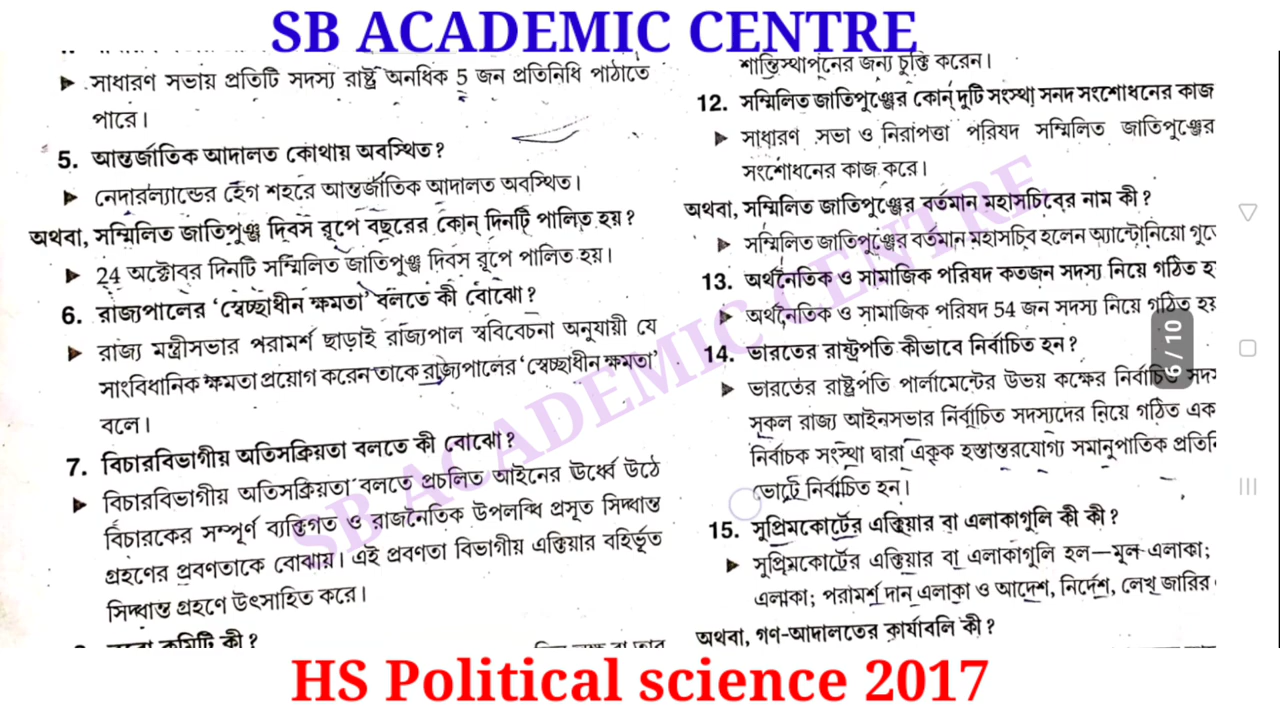 SB ACADEMIC CENTRE
▶ সাধারণ সভায় প্রতিটি সদস্য রাষ্ট্র অনধিক 5 জন প্রতিনিধি পাঠাতে
পারে।
5. আন্তর্জাতিক আদালত কোথায় অবস্থিত?
▶ নেদারল্যান্ডের হেগ শহরে আন্তর্জাতিক আদালত অবস্থিত।
অথবা, সম্মিলিত জাতিপুঞ্জ দিবস রূপে বছরের কোন্ দিনটি পালিত হয়?
▶ 24 অক্টোবর দিনটি সম্মিলিত জাতিপুঞ্জ দিবস রূপে পালিত হয়।
6. রাজ্যপালের ‘স্বেচ্ছাধীন ক্ষমতা’ বলতে কী বোঝো?
▶ রাজ্য মন্ত্রীসভার পরামর্শ ছাড়াই রাজ্যপাল স্ববিবেচনা অনুযায়ী যে
সাংবিধানিক ক্ষমতা প্রয়োগ করেন তাকে রাজ্যেপালের ‘স্বেচ্ছাধীন ক্ষমতা’
বলে।
7. বিচারবিভাগীয় অতিসক্রিয়তা বলতে কী বোঝো?
▶ বিচারবিভাগীয় অতিসক্রিয়তা বলতে প্রচলিত আইনের ঊর্ধ্বে উঠে
বিচারকের সম্পূর্ণ ব্যক্তিগত ও রাজনৈতিক উপলব্ধি প্রসূত সিদ্ধান্ত
গ্রহণের প্রবণতাকে বোঝায়। এই প্রবণতা বিভাগীয় এক্তিয়ার বহির্ভূত
সিদ্ধান্ত গ্রহণে উৎসাহিত করে।
কমিটি কী?
শান্তিস্থাপনের জন্য চুক্তি করেন।
12. সম্মিলিত জাতিপুঞ্জের কোন্ দুটি সংস্থা সনদ সংশোধনের কাজ
▶ সাধারণ সভা ও নিরাপত্তা পরিষদ সম্মিলিত জাতিপুঞ্জের
সংশোধনের কাজ করে।
অথবা, সম্মিলিত জাতিপুঞ্জের বর্তমান মহাসচিবের নাম কী?
▶ সম্মিলিত জাতিপুঞ্জের বর্তমান মহাসচিব হলেন অ্যান্টোনিয়ো
13. অর্থনৈতিক ও সামাজিক পরিষদ কতজন সদস্য নিয়ে গঠিত
▶ অর্থনৈতিক ও সামাজিক পরিষদ 54 জন সদস্য নিয়ে গঠিত হয়
14. ভারতের রাষ্ট্রপতি কীভাবে নির্বাচিত হন?
▶ ভারতের রাষ্ট্রপতি পার্লামেন্টের উভয় কক্ষের নির্বাচিত
সকল রাজ্য আইনসভার নির্বাচিত সদস্যদের নিয়ে গঠিত এক
নির্বাচক সংস্থা দ্বারা একক হস্তান্তরযোগ্য সমানুপাতিক
ভোটে নির্বাচিত হন।
15. সুপ্রিমকোর্টের এক্তিয়ার বা এলাকাগুলি কী কী?
▶ সুপ্রিমকোর্টের এক্তিয়ার বা এলাকাগুলি হল—মূল এলাকা;
এলাকা; পরামর্শ দান এলাকা ও আদেশ, নির্দেশ, লেখ জারির
অথবা, গণ-আদালতের কার্যাবলি কী?
6 / 10
SB ACADEMIC CENTRE
HS Political science 2017